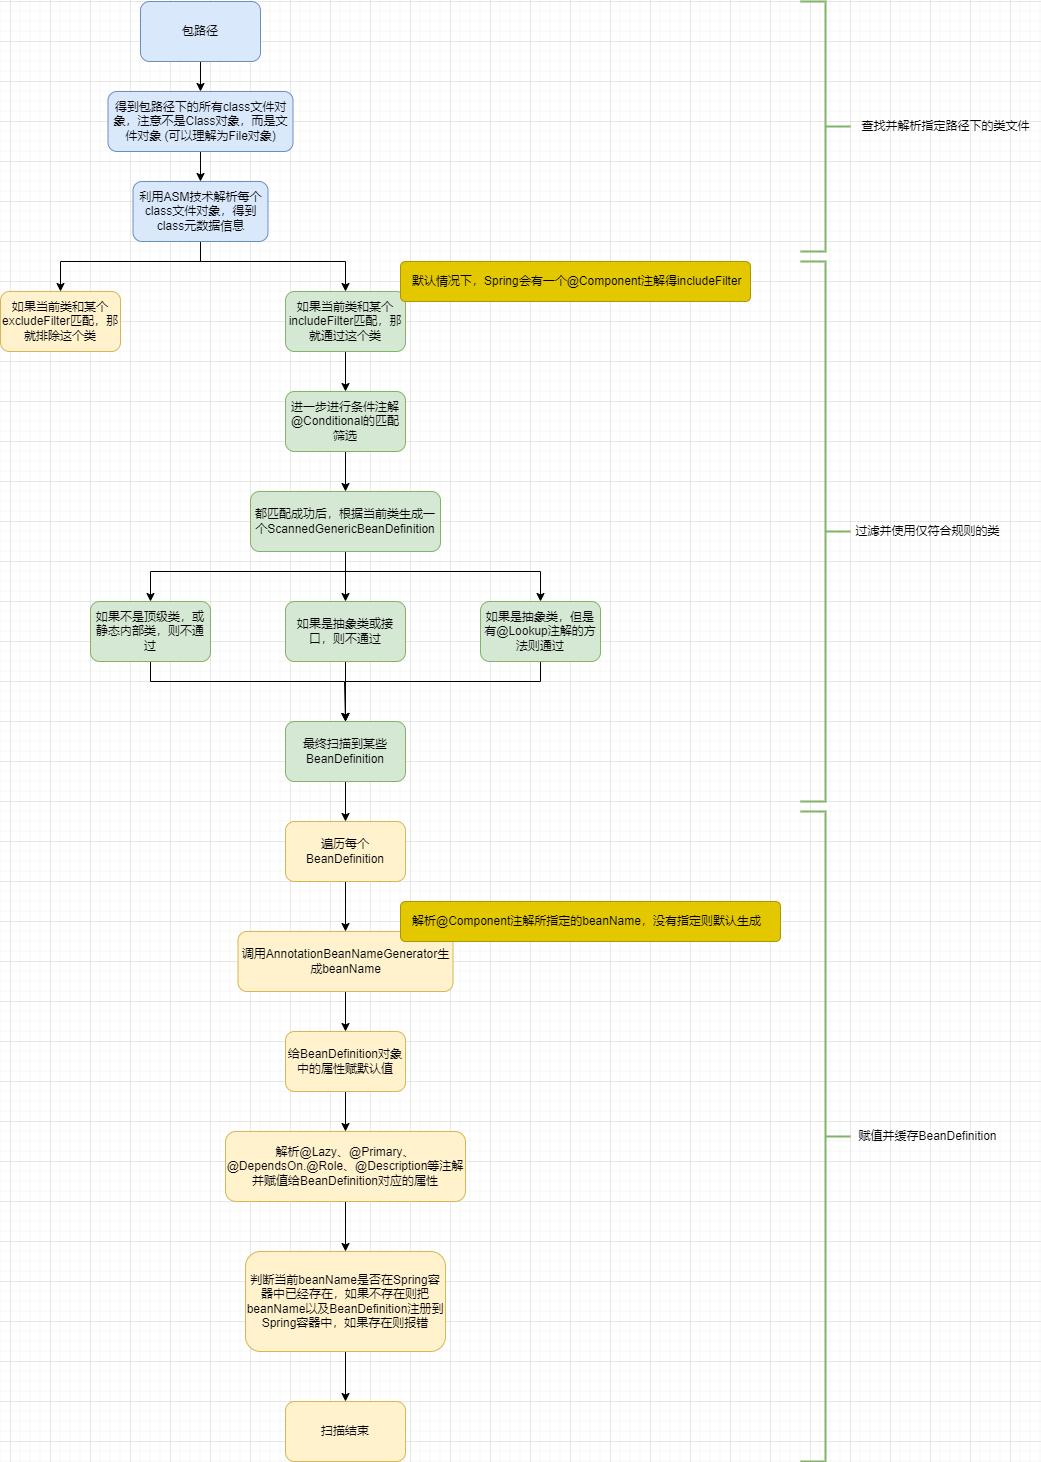 包路径
得到包路径下的所有class文件对
象，注意不是Class对象，而是文
件对象 (可以理解为File对象)
查找并解析指定路径下的类文件
利用ASM技术解析每个
class文件对象，得到
class元数据信息
默认情况下，Spring会有一个@Component注解得includeFilter
如果当前类和某个
excludeFilter匹配，那
就排除这个类
如果当前类和某个
includeFilter匹配，那
就通过这个类
进一步进行条件注解
@Conditional的匹配
筛选
都匹配成功后，根据当前类生成一
个ScannedGenericBeanDefinition
过滤并使用仅符合规则的类
如果不是顶级类，或
静态内部类，则不通
过
如果是抽象类或接
口，则不通过
如果是抽象类，但是
有@Lookup注解的方
法则通过
最终扫描到某些
BeanDefinition
遍历每个
BeanDefinition
解析@Component注解所指定的beanName，没有指定则默认生成
调用AnnotationBeanNameGenerator生
成beanName
给BeanDefinition对象
中的属性赋默认值
赋值并缓存BeanDefinition
解析@Lazy、@Primary、
@DependsOn.@Role、@Description等注解
并赋值给BeanDefinition对应的属性
判断当前beanName是否在Spring容
器中已经存在，如果不存在则把
beanName以及BeanDefinition注册到
Spring容器中，如果存在则报错
扫描结束